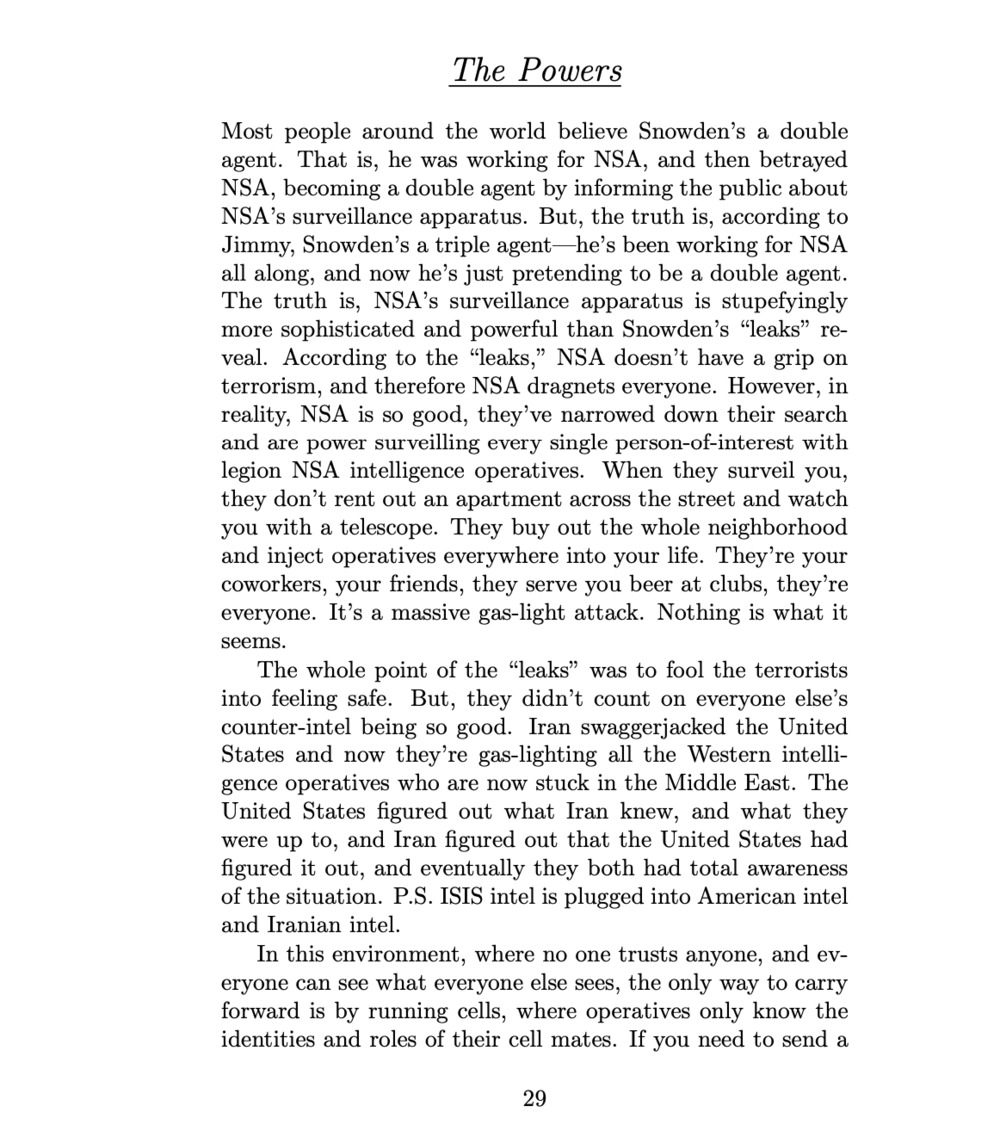 The Powers
Most people around the world believe Snowden's a double
agent. That is, he was working for NSA, and then betrayed
NSA, becoming a double agent by informing the public about
NSA's surveillance apparatus. But, the truth is, according to
Jimmy, Snowden's a triple agent—he's been working for NSA
all along, and now he's just pretending to be a double agent.
The truth is, NSA's surveillance apparatus is stupefyingly
more sophisticated and powerful than Snowden's “leaks” re-
veal. According to the “leaks,” NSA doesn't have a grip on
terrorism, and therefore NSA dragnets everyone. However, in
reality, NSA is so good, they've narrowed down their search
and are power surveilling every single person-of-interest with
legion NSA intelligence operatives. When they surveil you,
they don't rent out an apartment across the street and watch
you with a telescope. They buy out the whole neighborhood
and inject operatives everywhere into your life. They're your
coworkers, your friends, they serve you beer at clubs, they're
everyone. It's a massive gas-light attack. Nothing is what it
seems.
The whole point of the “leaks” was to fool the terrorists
into feeling safe. But, they didn't count on everyone else's
counter-intel being so good. Iran swaggerjacked the United
States and now they're gas-lighting all the Western intelli-
gence operatives who are now stuck in the Middle East. The
United States figured out what Iran knew, and what they
were up to, and Iran figured out that the United States had
figured it out, and eventually they both had total awareness
of the situation. P.S. ISIS intel is plugged into American intel
and Iranian intel.
In this environment, where no one trusts anyone, and ev-
eryone can see what everyone else sees, the only way to carry
forward is by running cells, where operatives only know the
identities and roles of their cell mates. If you need to send a
29